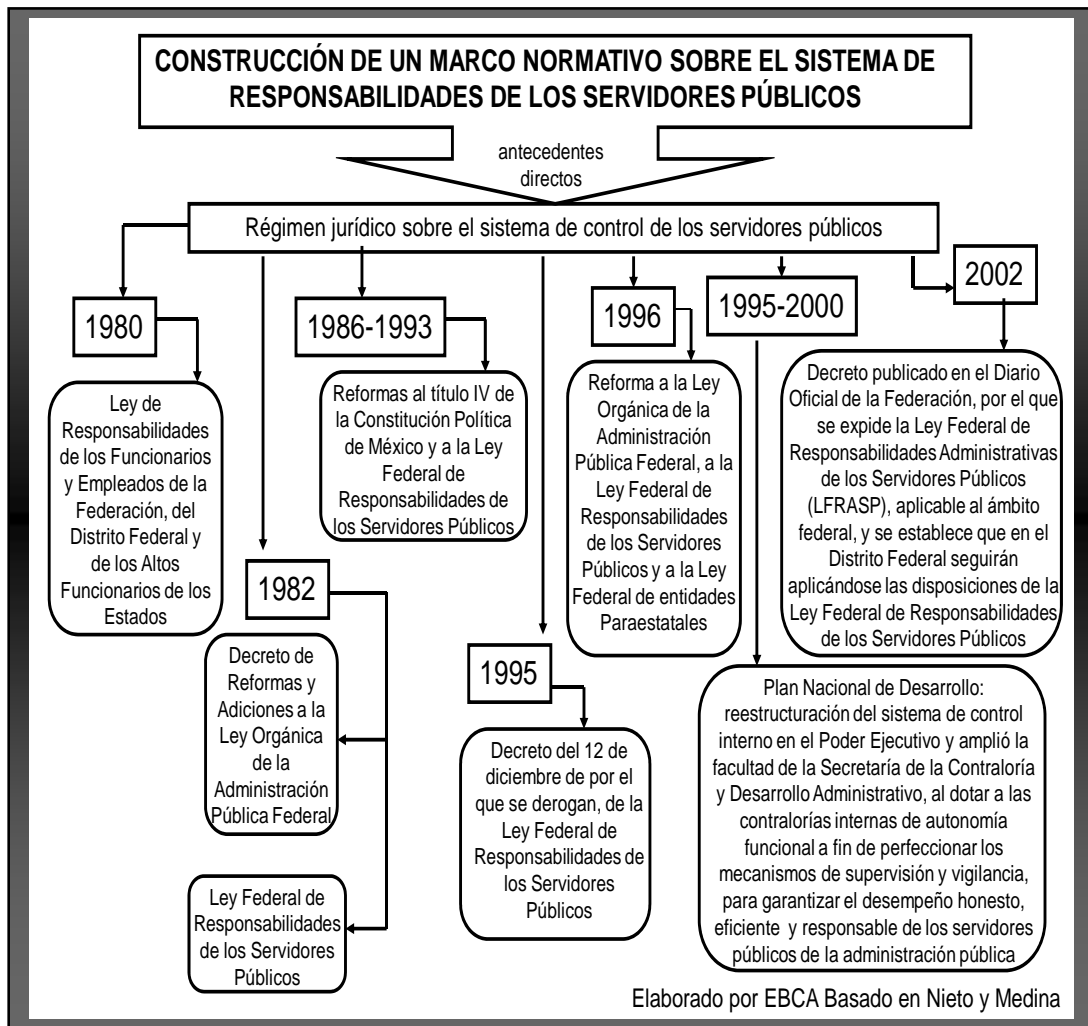 CONSTRUCCIÓN DE UN MARCO NORMATIVO SOBRE EL SISTEMA DE
RESPONSABILIDADES DE LOS SERVIDORES PÚBLICOS
antecedentes
directos
Régimen jurídico sobre el sistema de control de los servidores públicos
1980
Ley de
Responsabilidades
de los Funcionarios
y Empleados de la
Federación, del
Distrito Federal y
de los Altos
Funcionarios de los
Estados
1982
Decreto de
Reformas y
Adiciones a la
Ley Orgánica
de la
Administración
Pública Federal
Ley Federal de
Responsabilidades
de los Servidores
Públicos
1986-1993
Reformas al título IV de
la Constitución Política
de México y a la Ley
Federal de
Responsabilidades de
los Servidores Públicos
1995
Decreto del 12 de
diciembre de por el
que se derogan, de la
Ley Federal de
Responsabilidades de
los Servidores
Públicos
1996
Reforma a la Ley
Orgánica de la
Administración
Pública Federal, a la
Ley Federal de
Responsabilidades
de los Servidores
Públicos y a la Ley
Federal de entidades
Paraestatales
1995-2000
Plan Nacional de Desarrollo:
reestructuración del sistema de control
interno en el Poder Ejecutivo y amplió la
facultad de la Secretaría de la Contraloría
y Desarrollo Administrativo, al dotar a las
contralorías internas de autonomía
funcional a fin de perfeccionar los
mecanismos de supervisión y vigilancia,
para garantizar el desempeño honesto,
eficiente y responsable de los servidores
públicos de la administración pública
2002
Decreto publicado en el Diario
Oficial de la Federación, por el que
se expide la Ley Federal de
Responsabilidades Administrativas
de los Servidores Públicos
(LFRASP), aplicable al ámbito
federal, y se establece que en el
Distrito Federal seguirán
aplicándose las disposiciones de la
Ley Federal de Responsabilidades
de los Servidores Públicos
Elaborado por EBCA Basado en Nieto y Medina